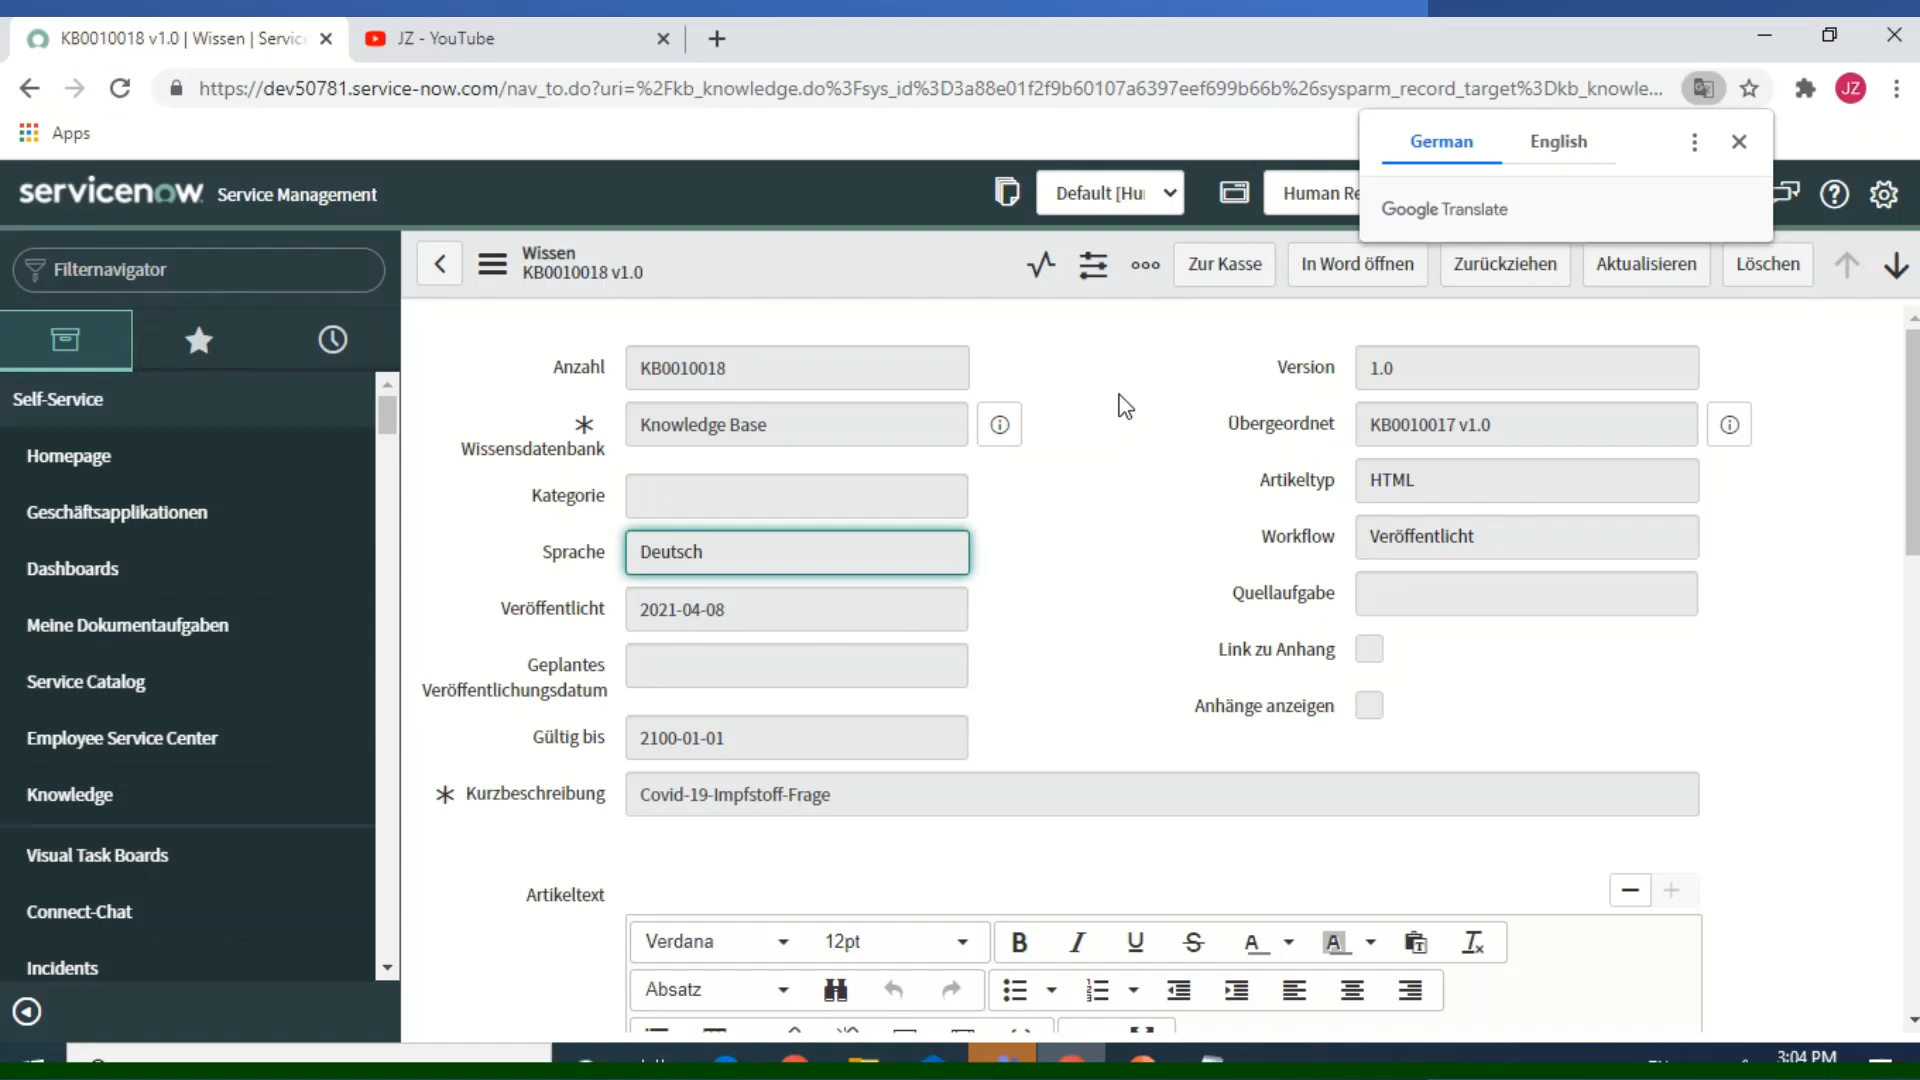 KB0010018 v1.0 | Wissen | Servic
JZ - YouTube
https://dev50781.service-now.com/nav_to.do?uri=%2Fkb_knowledge.do%3Fsys_id%3D3a88e01f2f9b60107a6397eef699b66b%26sysparm_record_target%3Dkb_knowle...
JZ
Apps
German
English
Google Translate
servicenow Service Management
Default [Hu
Human Re
Filternavigator
Wissen
KB0010018 v1.0
Zur Kasse
In Word öffnen
Zurückziehen
Aktualisieren
Löschen
Self-Service
Homepage
Geschäftsapplikationen
Dashboards
Meine Dokumentaufgaben
Service Catalog
Employee Service Center
Knowledge
Visual Task Boards
Connect-Chat
Incidents
Anzahl KB0010018
Wissensdatenbank Knowledge Base
Kategorie
Sprache Deutsch
Veröffentlicht 2021-04-08
Geplantes
Veröffentlichungsdatum
Gültig bis 2100-01-01
Kurzbeschreibung Covid-19-Impfstoff-Frage
Version 1.0
Übergeordnet KB0010017 v1.0
Artikeltyp HTML
Workflow Veröffentlicht
Quellaufgabe
Link zu Anhang
Anhänge anzeigen
Artikeltext
Verdana 12pt
Absatz
3:04 PM